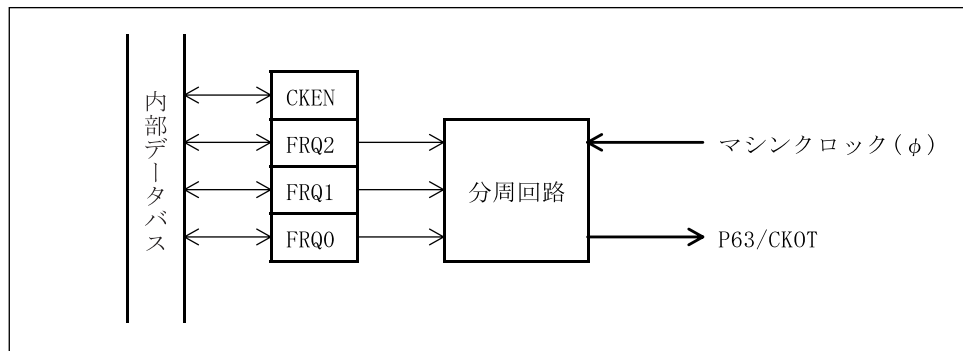 内部データバス
CKEN
FRQ2
FRQ1
FRQ0
分周回路
マシンクロック(φ)
P63/CKOT